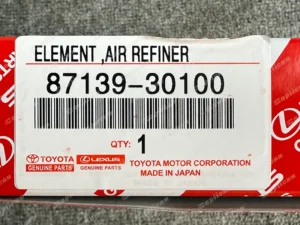 ELEMENT ,AIR REFINER
87139-30100
QTY: 1
TOYOTA
GENUINE PARTS
LEXUS
GENUINE PARTS
TOYOTA MOTOR CORPORATION
MADE IN JAPAN
PARTS